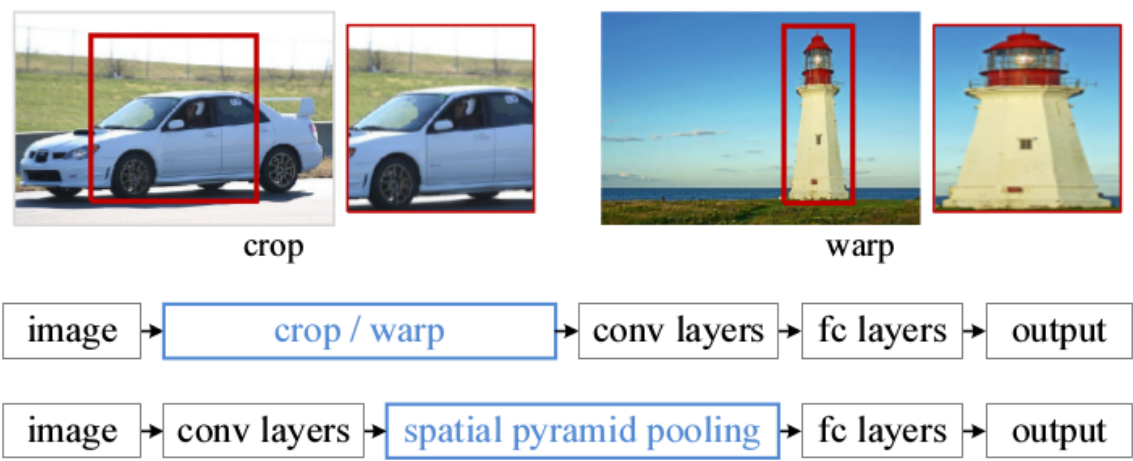 crop
warp
image crop / warp conv layers fc layers output
image conv layers spatial pyramid pooling fc layers output